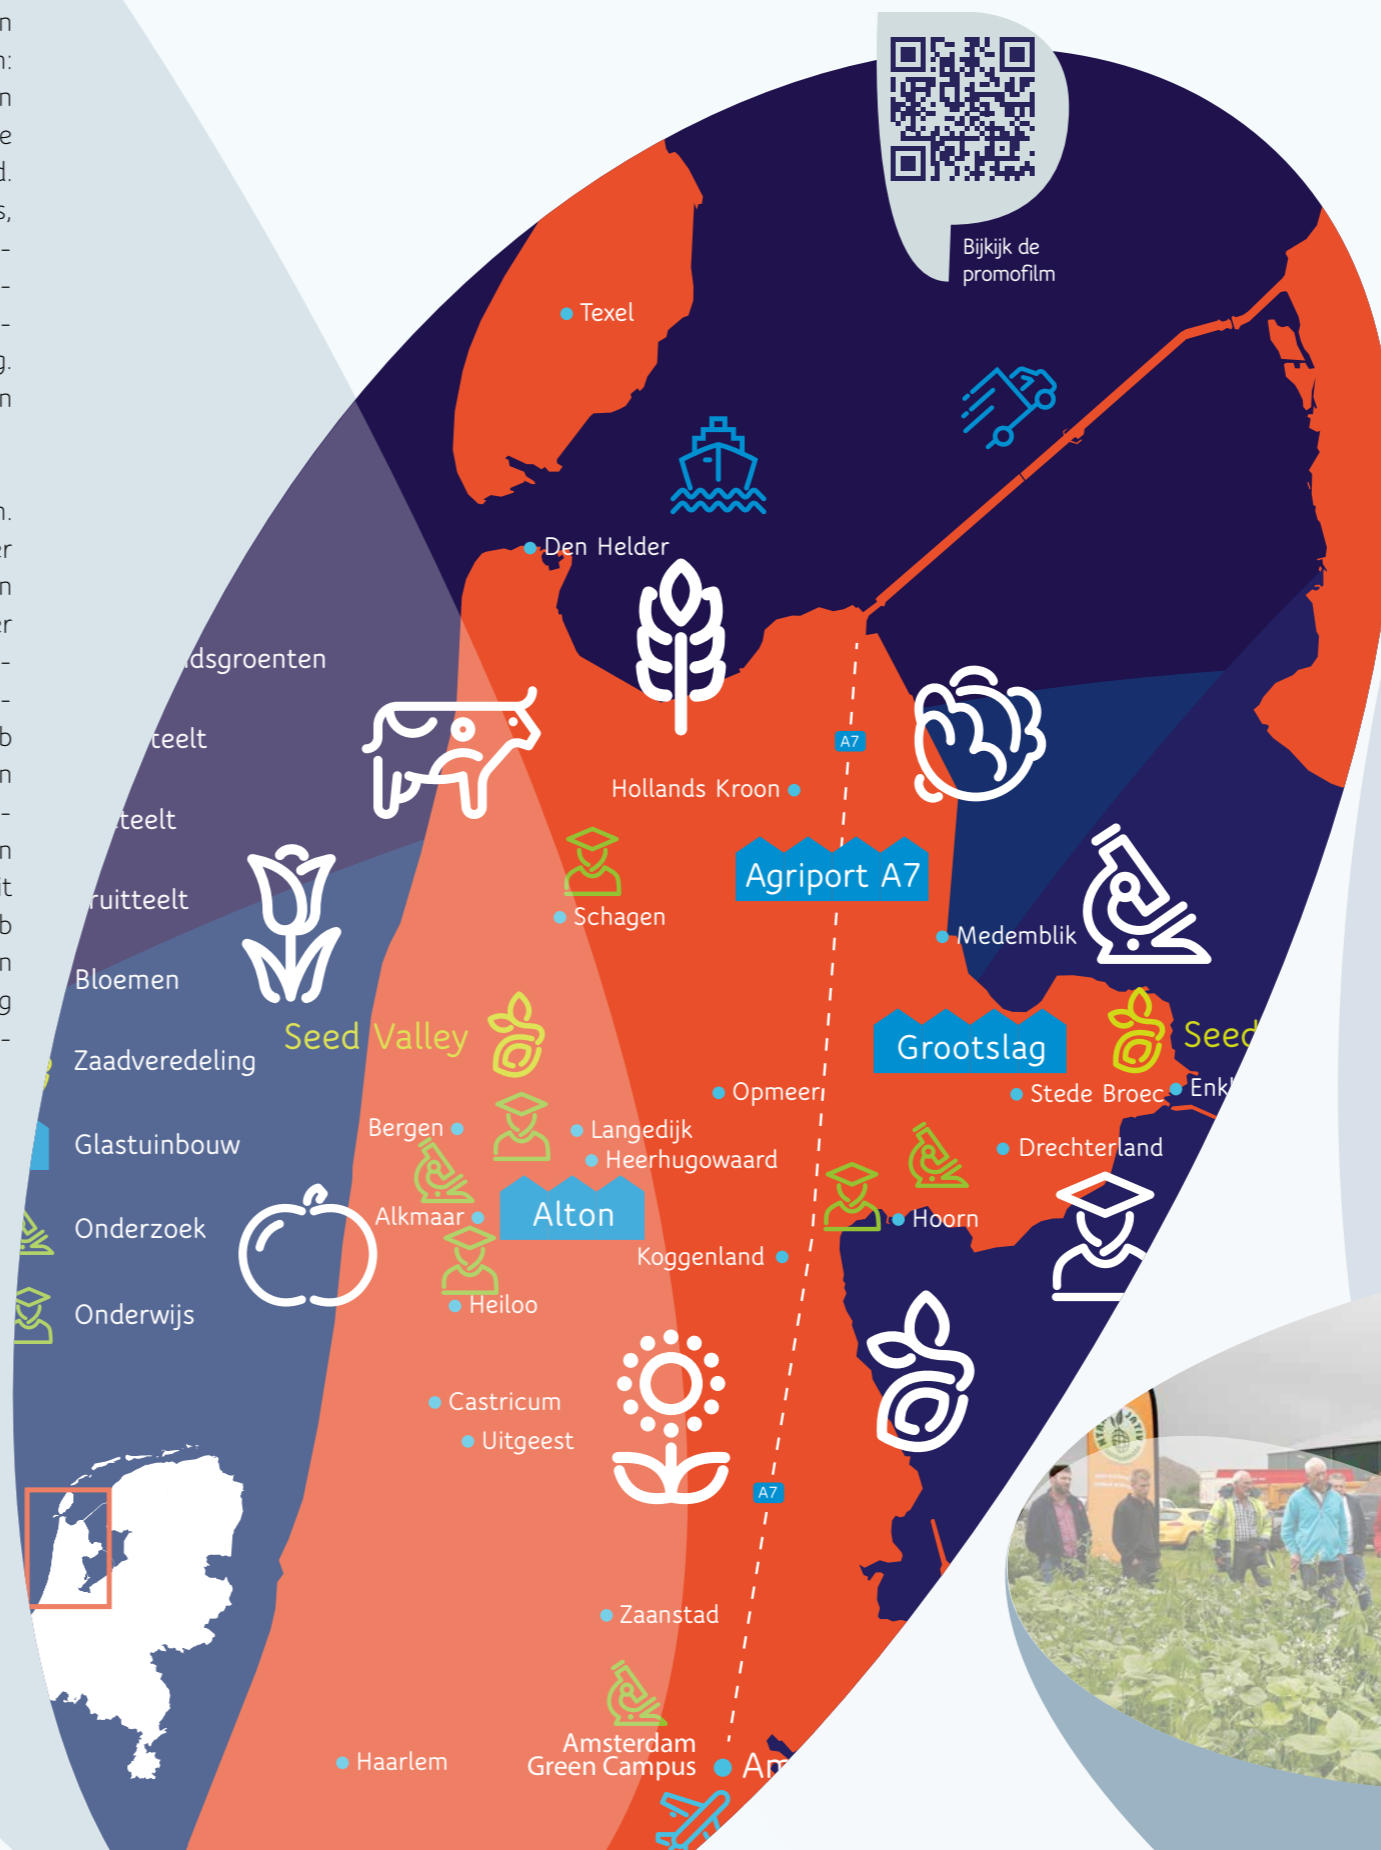 Bijkijk de
promofilm
Texel
Den Helder
dsgroenten
teelt
A7
Hollands Kroon
teelt
Agriport A7
ruitteelt
Schagen
Medemblik
Bloemen
Seed Valley
Seed
Grootslag
Zaadveredeling
Opmeer
Stede Broec
Enk
Bergen
Langedijk
Glastuinbouw
Drechterland
Heerhugowaard
Alkmaar
Alton
Hoorn
Onderzoek
Koggenland
Heiloo
Onderwijs
Castricum
Uitgeest
A7
Zaanstad
Amsterdam
Green Campus
Haarlem
Am